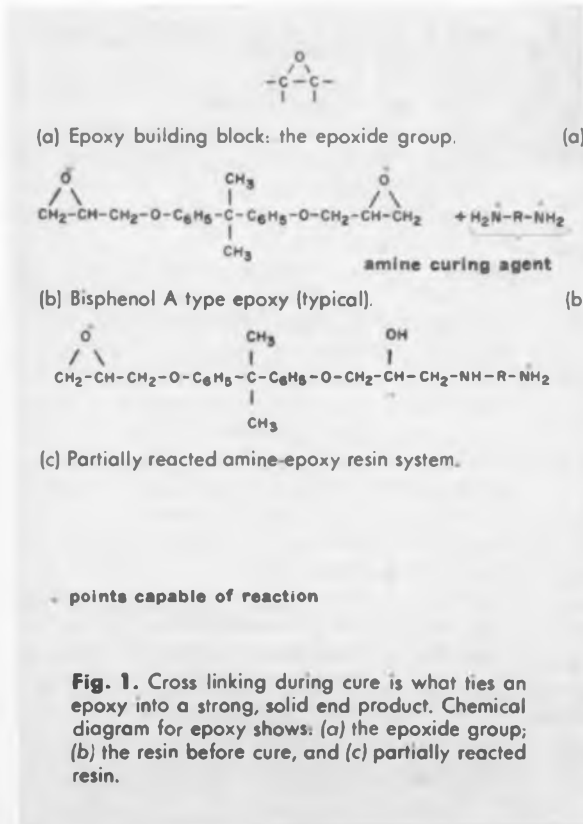 O
-C-C-
(a) Epoxy building block: the epoxide group. (a)
CH3
O O
CH2-CH-CH2-O-C6H5-C-C6H5-O-CH2-CH-CH2 + H2N-R-NH2
CH3
amine curing agent
(b) Bisphenol A type epoxy (typical). (b
O CH3 OH
CH2-CH-CH2-O-C6H5-C-C6H5-O-CH2-CH-CH2-NH-R-NH2
CH3
(c) Partially reacted amine-epoxy resin system.
points capable of reaction
Fig. 1. Cross linking during cure is what ties an
epoxy into a strong, solid end product. Chemical
diagram for epoxy shows: (a) the epoxide group;
(b) the resin before cure, and (c) partially reacted
resin.